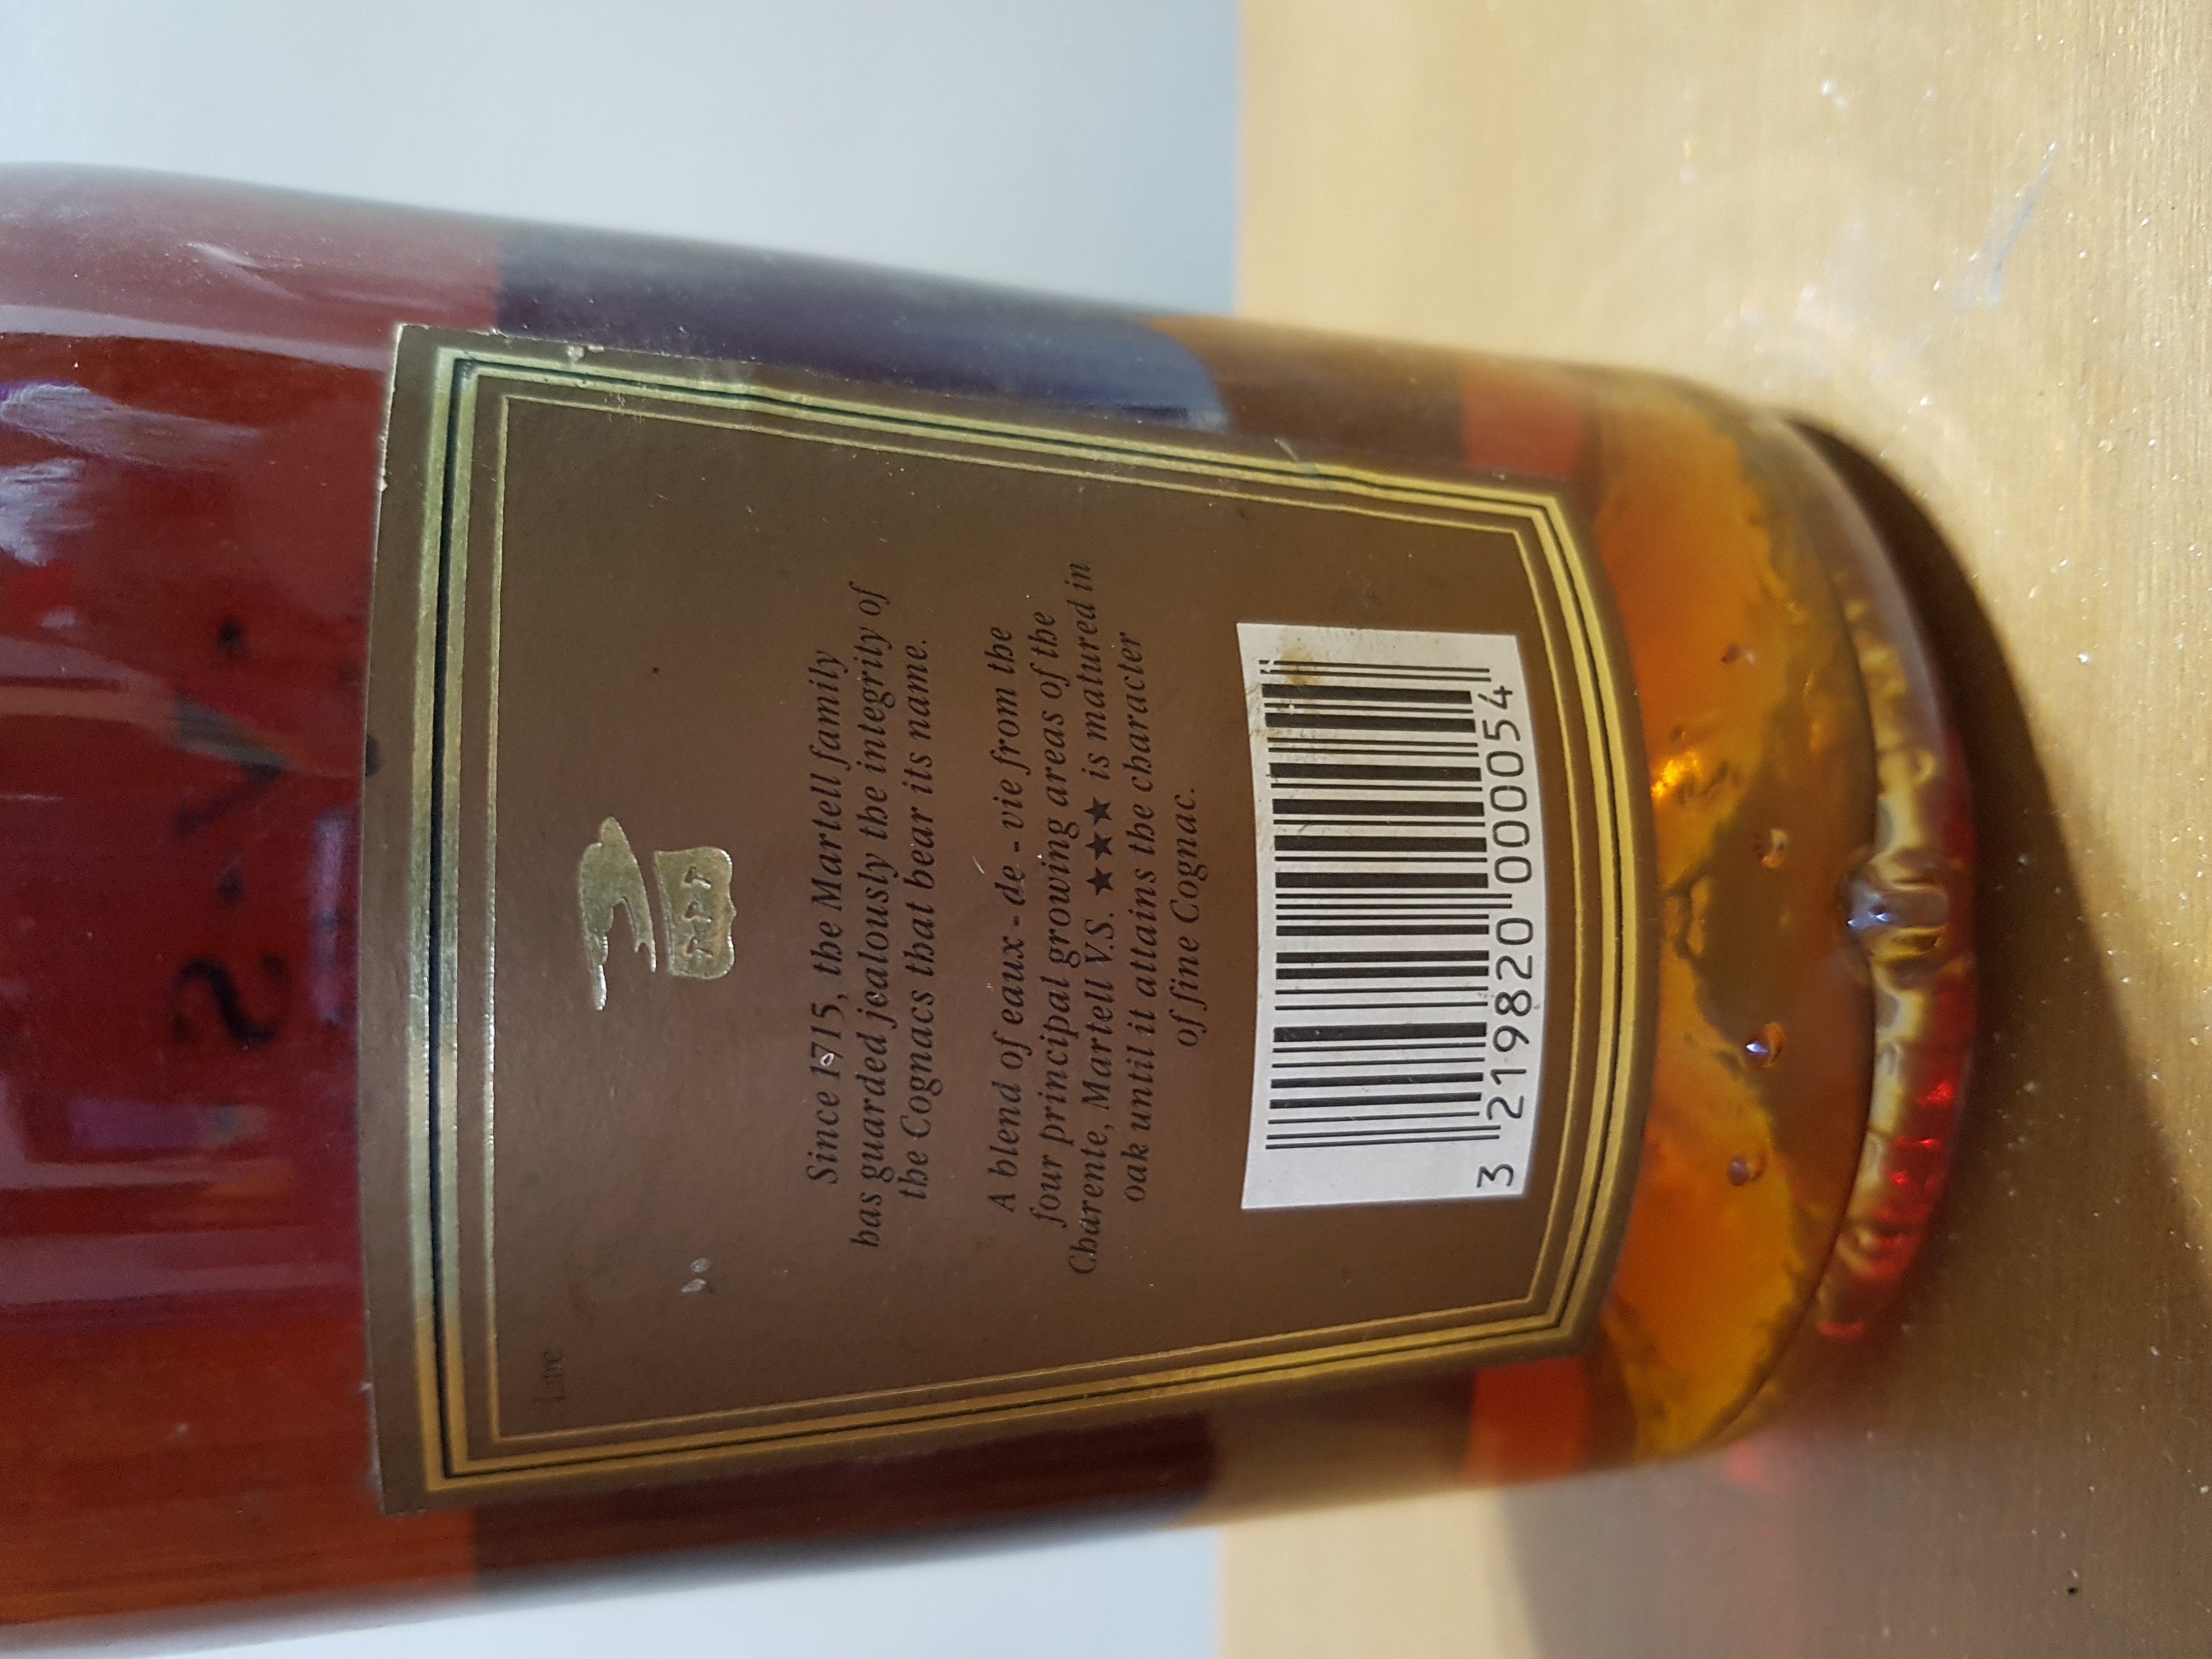 V.S.
Litre
Since 1715, the Martell family
has guarded jealously the integrity of
the Cognacs that bear its name.
A blend of eaux - de - vie from the
four principal growing areas of the
Charente, Martell V.S. ★★★ is matured in
oak until it attains the character
of fine Cognac.
3 219820 000054